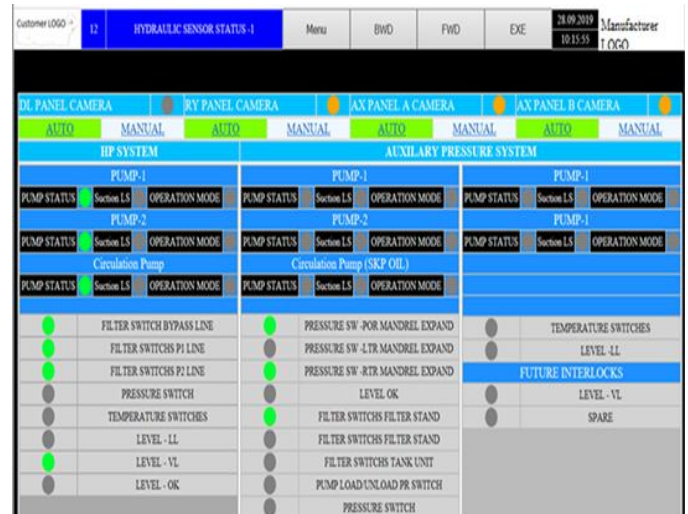 Customer LOGO
12 HYDRAULIC SENSOR STATUS -1 Menu BWD FWD EXE 28.09.2019 Manufacturer
10:15:55 LOGO
DL PANEL CAMERA RY PANEL CAMERA AX PANEL A CAMERA AX PANEL B CAMERA
AUTO MANUAL AUTO MANUAL AUTO MANUAL AUTO MANUAL
HP SYSTEM AUXILARY PRESSURE SYSTEM
PUMP-1 PUMP-1 PUMP-1
PUMP STATUS Suction LS OPERATION MODE PUMP STATUS Suction LS OPERATION MODE PUMP STATUS Suction LS OPERATION MODE
PUMP-2 PUMP-2 PUMP-1
PUMP STATUS Suction LS OPERATION MODE PUMP STATUS Suction LS OPERATION MODE PUMP STATUS Suction LS OPERATION MODE
Circulation Pump Circulation Pump (SKP OIL)
PUMP STATUS Suction LS OPERATION MODE PUMP STATUS Suction LS OPERATION MODE
FILTER SWITCH BYPASS LINE PRESSURE SW -POR MANDREL EXPAND TEMPERATURE SWITCHES
FILTER SWITCHS P1 LINE PRESSURE SW -LTR MANDREL EXPAND LEVEL -LL
FILTER SWITCHS P2 LINE PRESSURE SW -RTR MANDREL EXPAND FUTURE INTERLOCKS
PRESSURE SWITCH LEVEL OK LEVEL - VL
TEMPERATURE SWITCHES FILTER SWITCHS FILTER STAND SPARE
LEVEL - LL FILTER SWITCHS FILTER STAND
LEVEL - VL FILTER SWITCHS TANK UNIT
LEVEL - OK PUMP LOAD/UNLOAD PR SWITCH
PRESSURE SWITCH